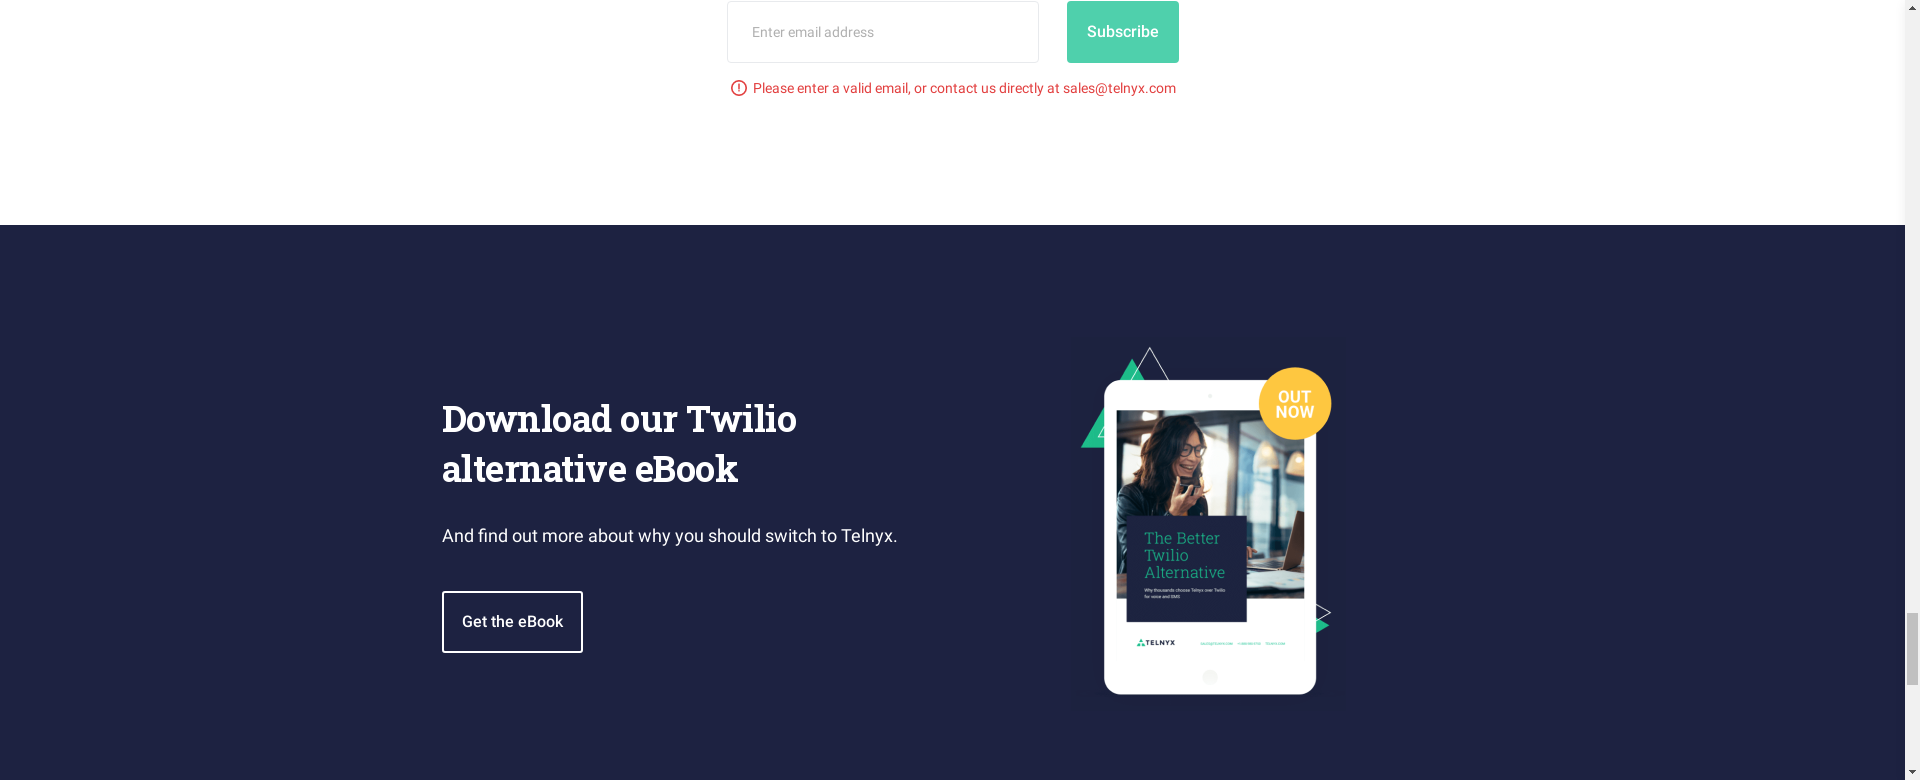 Enter email address
Subscribe
Please enter a valid email, or contact us directly at sales@telnyx.com
Download our Twilio
alternative eBook
And find out more about why you should switch to Telnyx.
Get the eBook
OUT
NOW
The Better
Twilio
Alternative
Why thousands choose Telnyx over Twilio
for voice and SMS
TELNYX